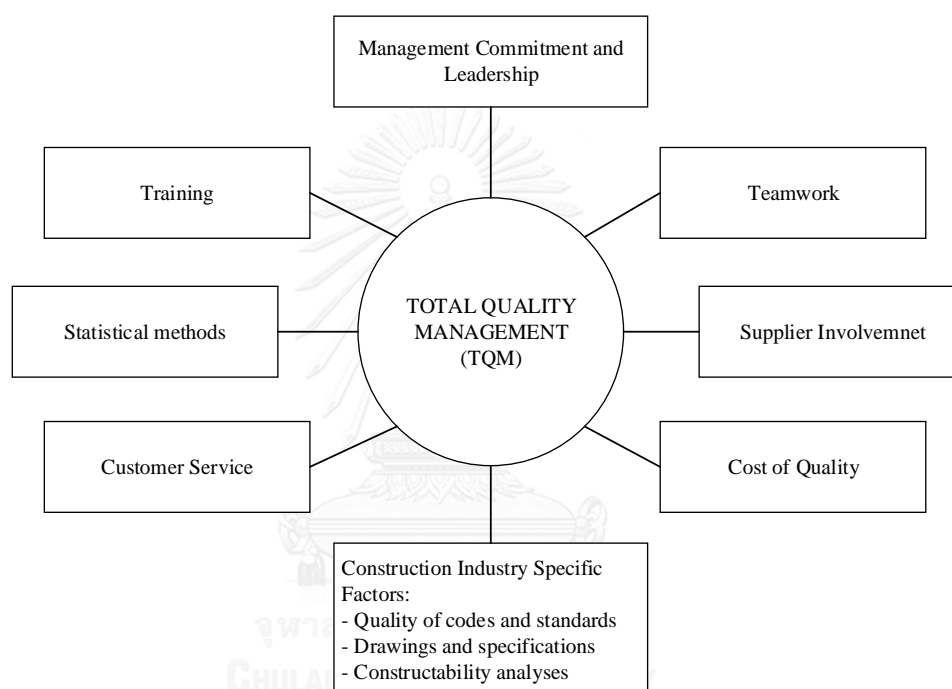 Management Commitment and
Leadership
Training
Teamwork
TOTAL QUALITY
MANAGEMENT
(TQM)
Statistical methods
Supplier Involvemnet
Customer Service
Cost of Quality
Construction Industry Specific
Factors:
- Quality of codes and standards
- Drawings and specifications
- Constructability analyses